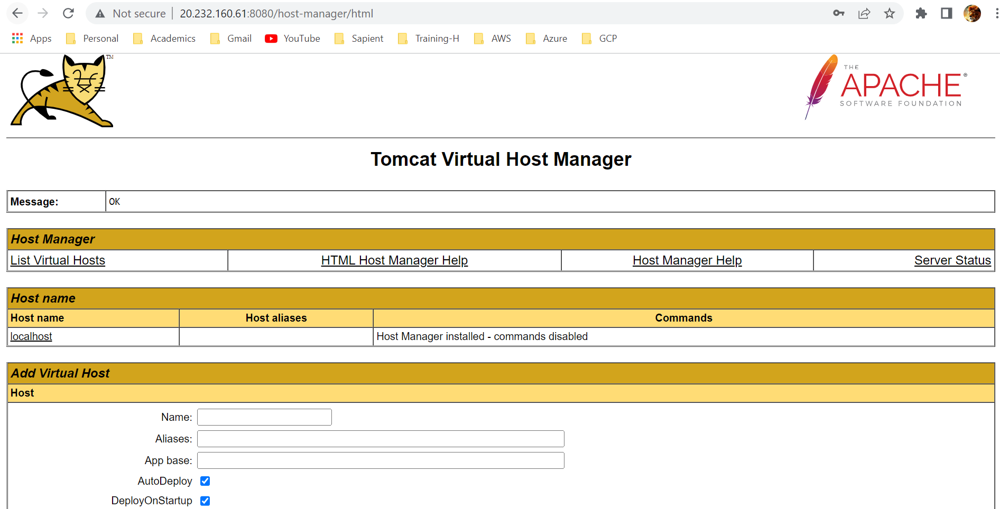 Not secure | 20.232.160.61:8080/host-manager/html
Apps Personal Academics Gmail YouTube Sapient Training-H AWS Azure GCP
TM
THE
APACHE®
SOFTWARE FOUNDATION
Tomcat Virtual Host Manager
Message: OK
Host Manager
List Virtual Hosts HTML Host Manager Help Host Manager Help Server Status
Host name
Host name Host aliases Commands
localhost Host Manager installed - commands disabled
Add Virtual Host
Host
Name:
Aliases:
App base:
AutoDeploy
DeployOnStartup